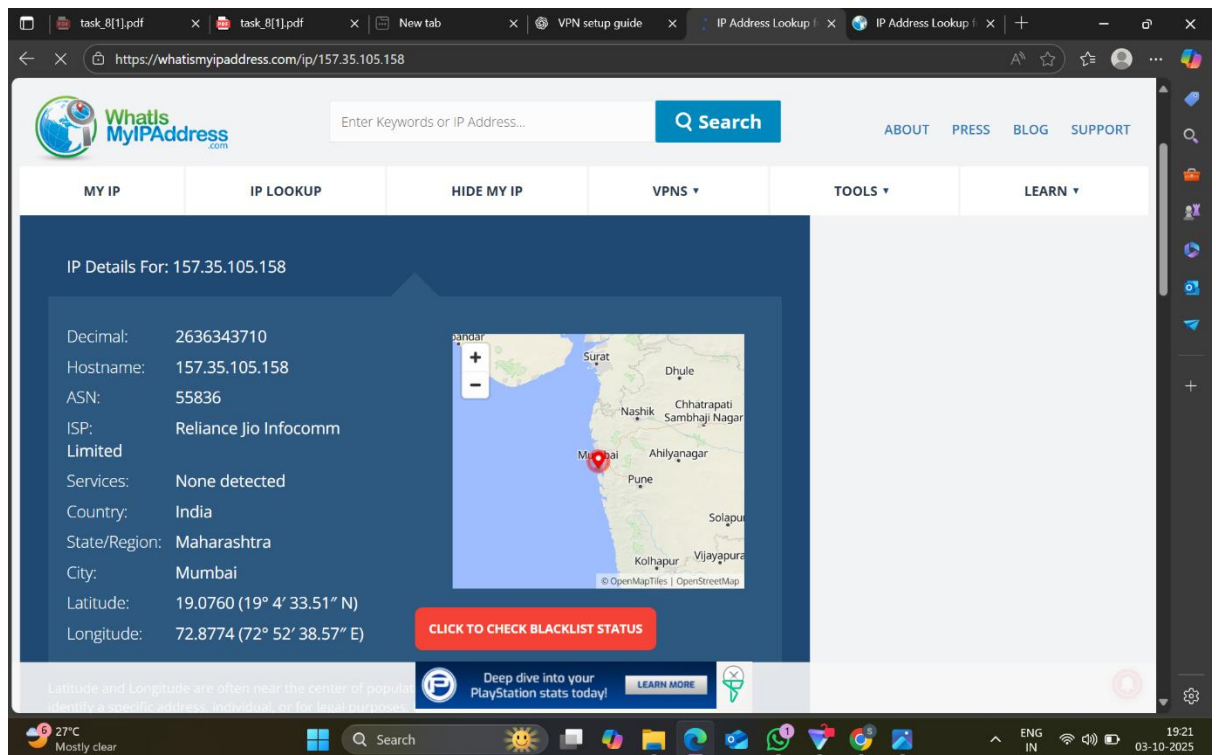 task_8[1].pdf
task_8[1].pdf
New tab
VPN setup guide
IP Address Lookup f
IP Address Lookup f
https://whatismyipaddress.com/ip/157.35.105.158
WhatIs
MyIPAddress
.com
Enter Keywords or IP Address...
Search
ABOUT PRESS BLOG SUPPORT
MY IP IP LOOKUP HIDE MY IP VPNS TOOLS LEARN
IP Details For: 157.35.105.158
Decimal: 2636343710
Hostname: 157.35.105.158
ASN: 55836
ISP: Reliance Jio Infocomm
Limited
Services: None detected
Country: India
State/Region: Maharashtra
City: Mumbai
Latitude: 19.0760 (19° 4′ 33.51″ N)
Longitude: 72.8774 (72° 52′ 38.57″ E)
+
−
Surat
Dhule
Nashik
Chhatrapati
Sambhaji Nagar
Ahilyanagar
Pune
Solapu
Kolhapur
Vijayapura
© OpenMapTiles | OpenStreetMap
CLICK TO CHECK BLACKLIST STATUS
Latitude and Longitude are often near the center of populat
identify a specific address, individual, or for legal purposes
Deep dive into your
PlayStation stats today!
LEARN MORE
6
27°C
Mostly clear
Search
1
ENG
IN
19:21
03-10-2025